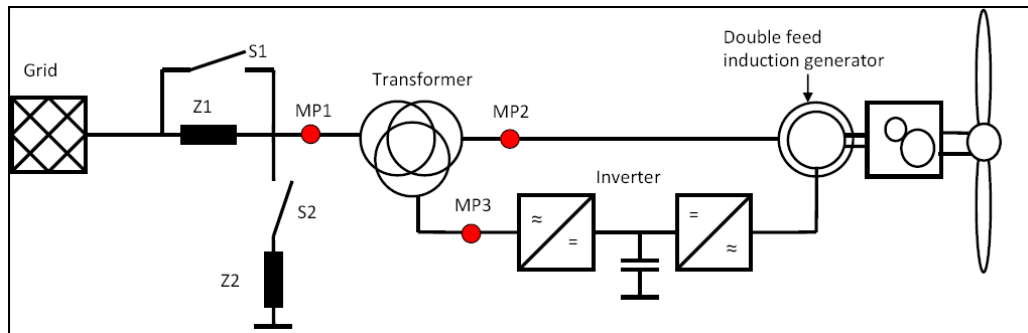 Grid
S1
Z1
MP1
Transformer
MP2
Double feed
induction generator
S2
Z2
MP3
Inverter
≈
=
=
≈